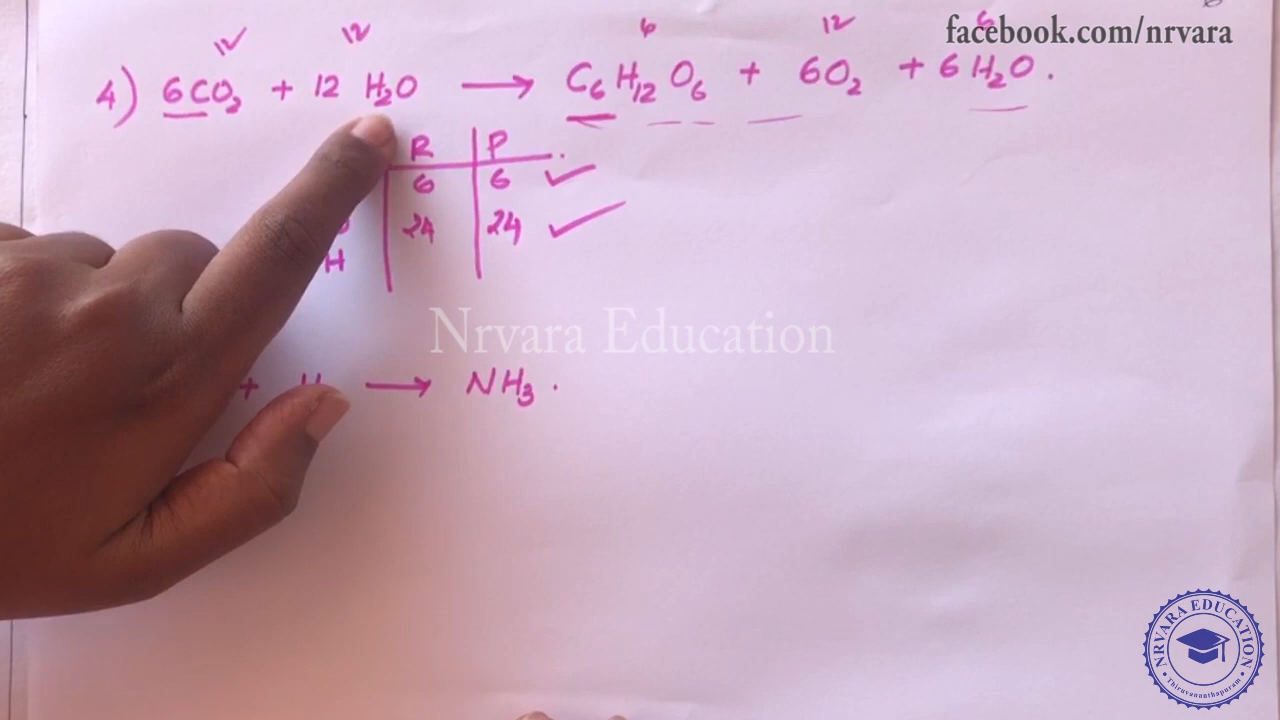 facebook.com/nrvara
12 12 6 12 6
4) 6CO₂ + 12 H₂O → C₆H₁₂O₆ + 6O₂ + 6H₂O.
R P
6 6 ✓
24 24 ✓
H
Nrvara Education
+ → NH₃.
NRVARA EDUCATION
Thiruvananthapuram